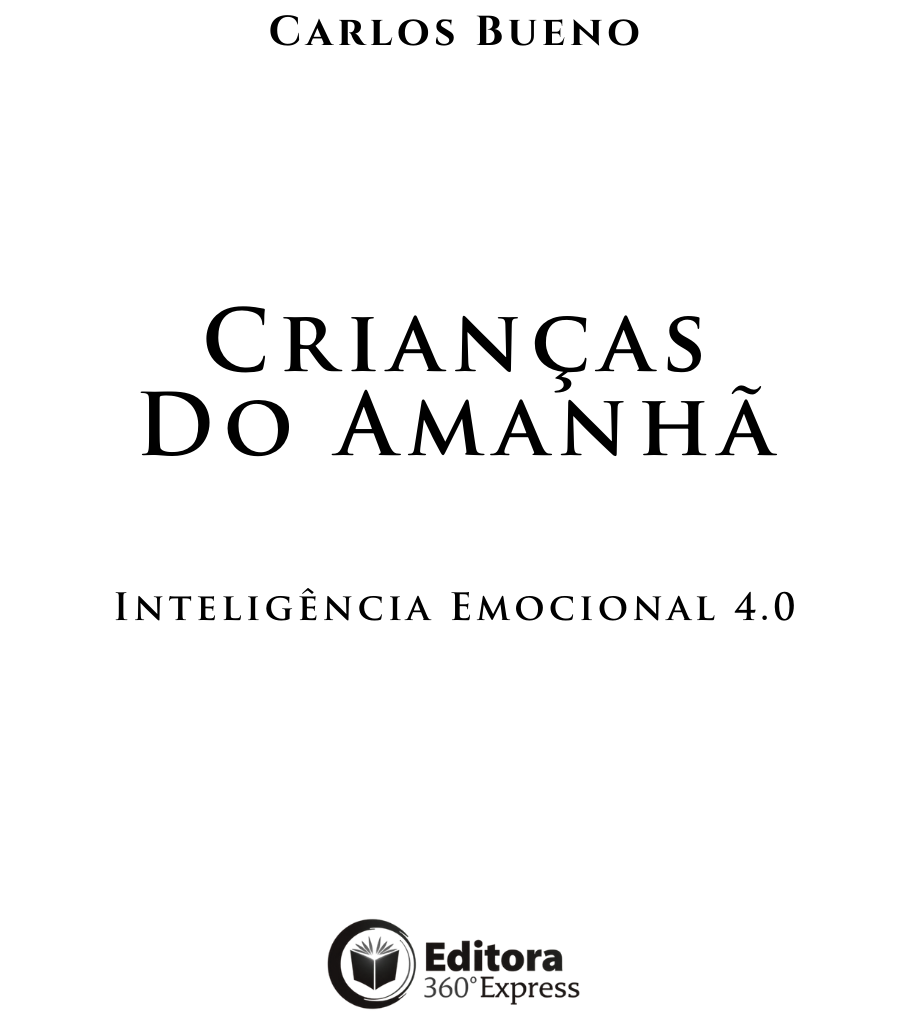 Carlos Bueno
Crianças
Do Amanhã
Inteligência Emocional 4.0
Editora
360°Express